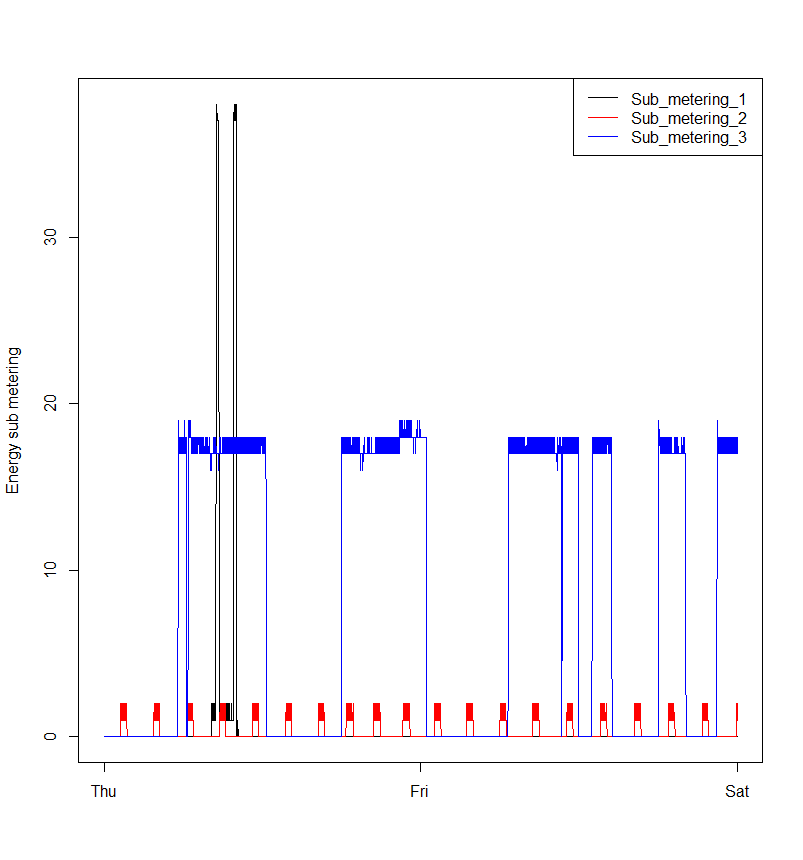 Sub_metering_1
Sub_metering_2
Sub_metering_3
Energy sub metering
30
20
10
0
Thu
Fri
Sat